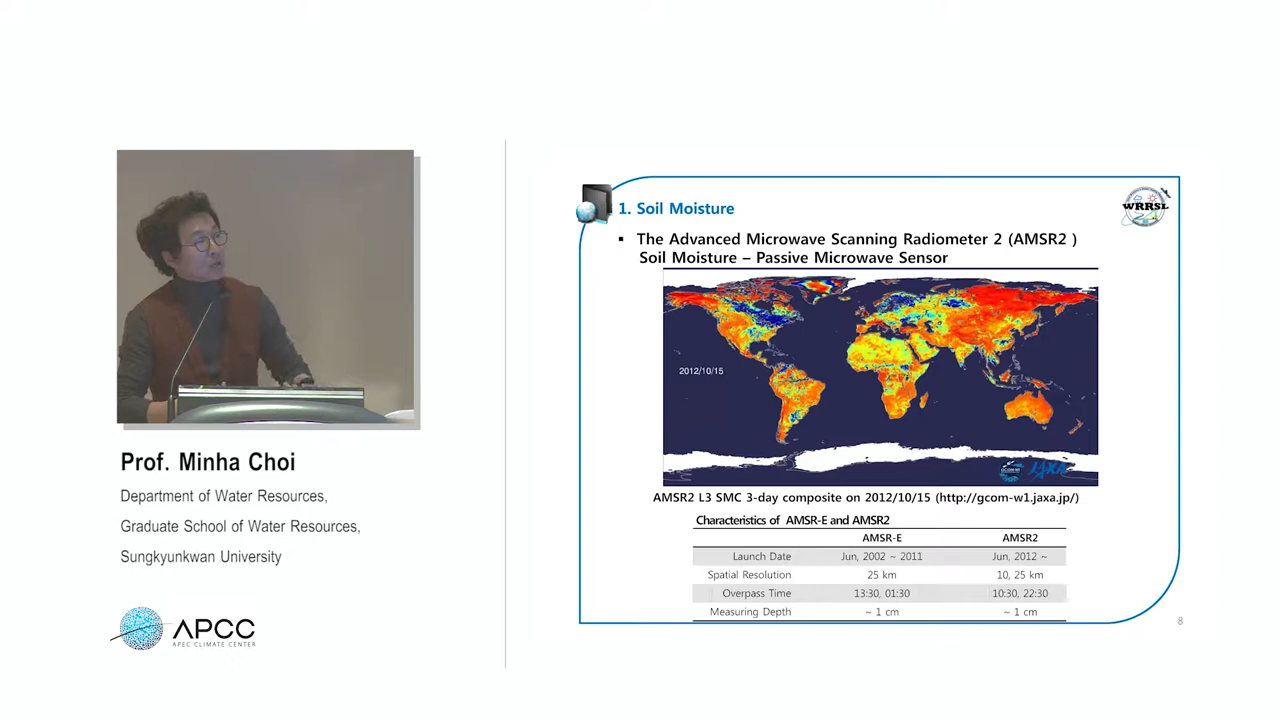 Prof. Minha Choi
Department of Water Resources,
Graduate School of Water Resources,
Sungkyunkwan University
APCC
APEC CLIMATE CENTER
1. Soil Moisture
WRRSL
▪ The Advanced Microwave Scanning Radiometer 2 (AMSR2 )
Soil Moisture – Passive Microwave Sensor
2012/10/15
GCOM-W1 JAXA
AMSR2 L3 SMC 3-day composite on 2012/10/15 (http://gcom-w1.jaxa.jp/)
Characteristics of AMSR-E and AMSR2
AMSR-E AMSR2
Launch Date Jun, 2002 ~ 2011 Jun, 2012 ~
Spatial Resolution 25 km 10, 25 km
Overpass Time 13:30, 01:30 10:30, 22:30
Measuring Depth ~ 1 cm ~ 1 cm
8